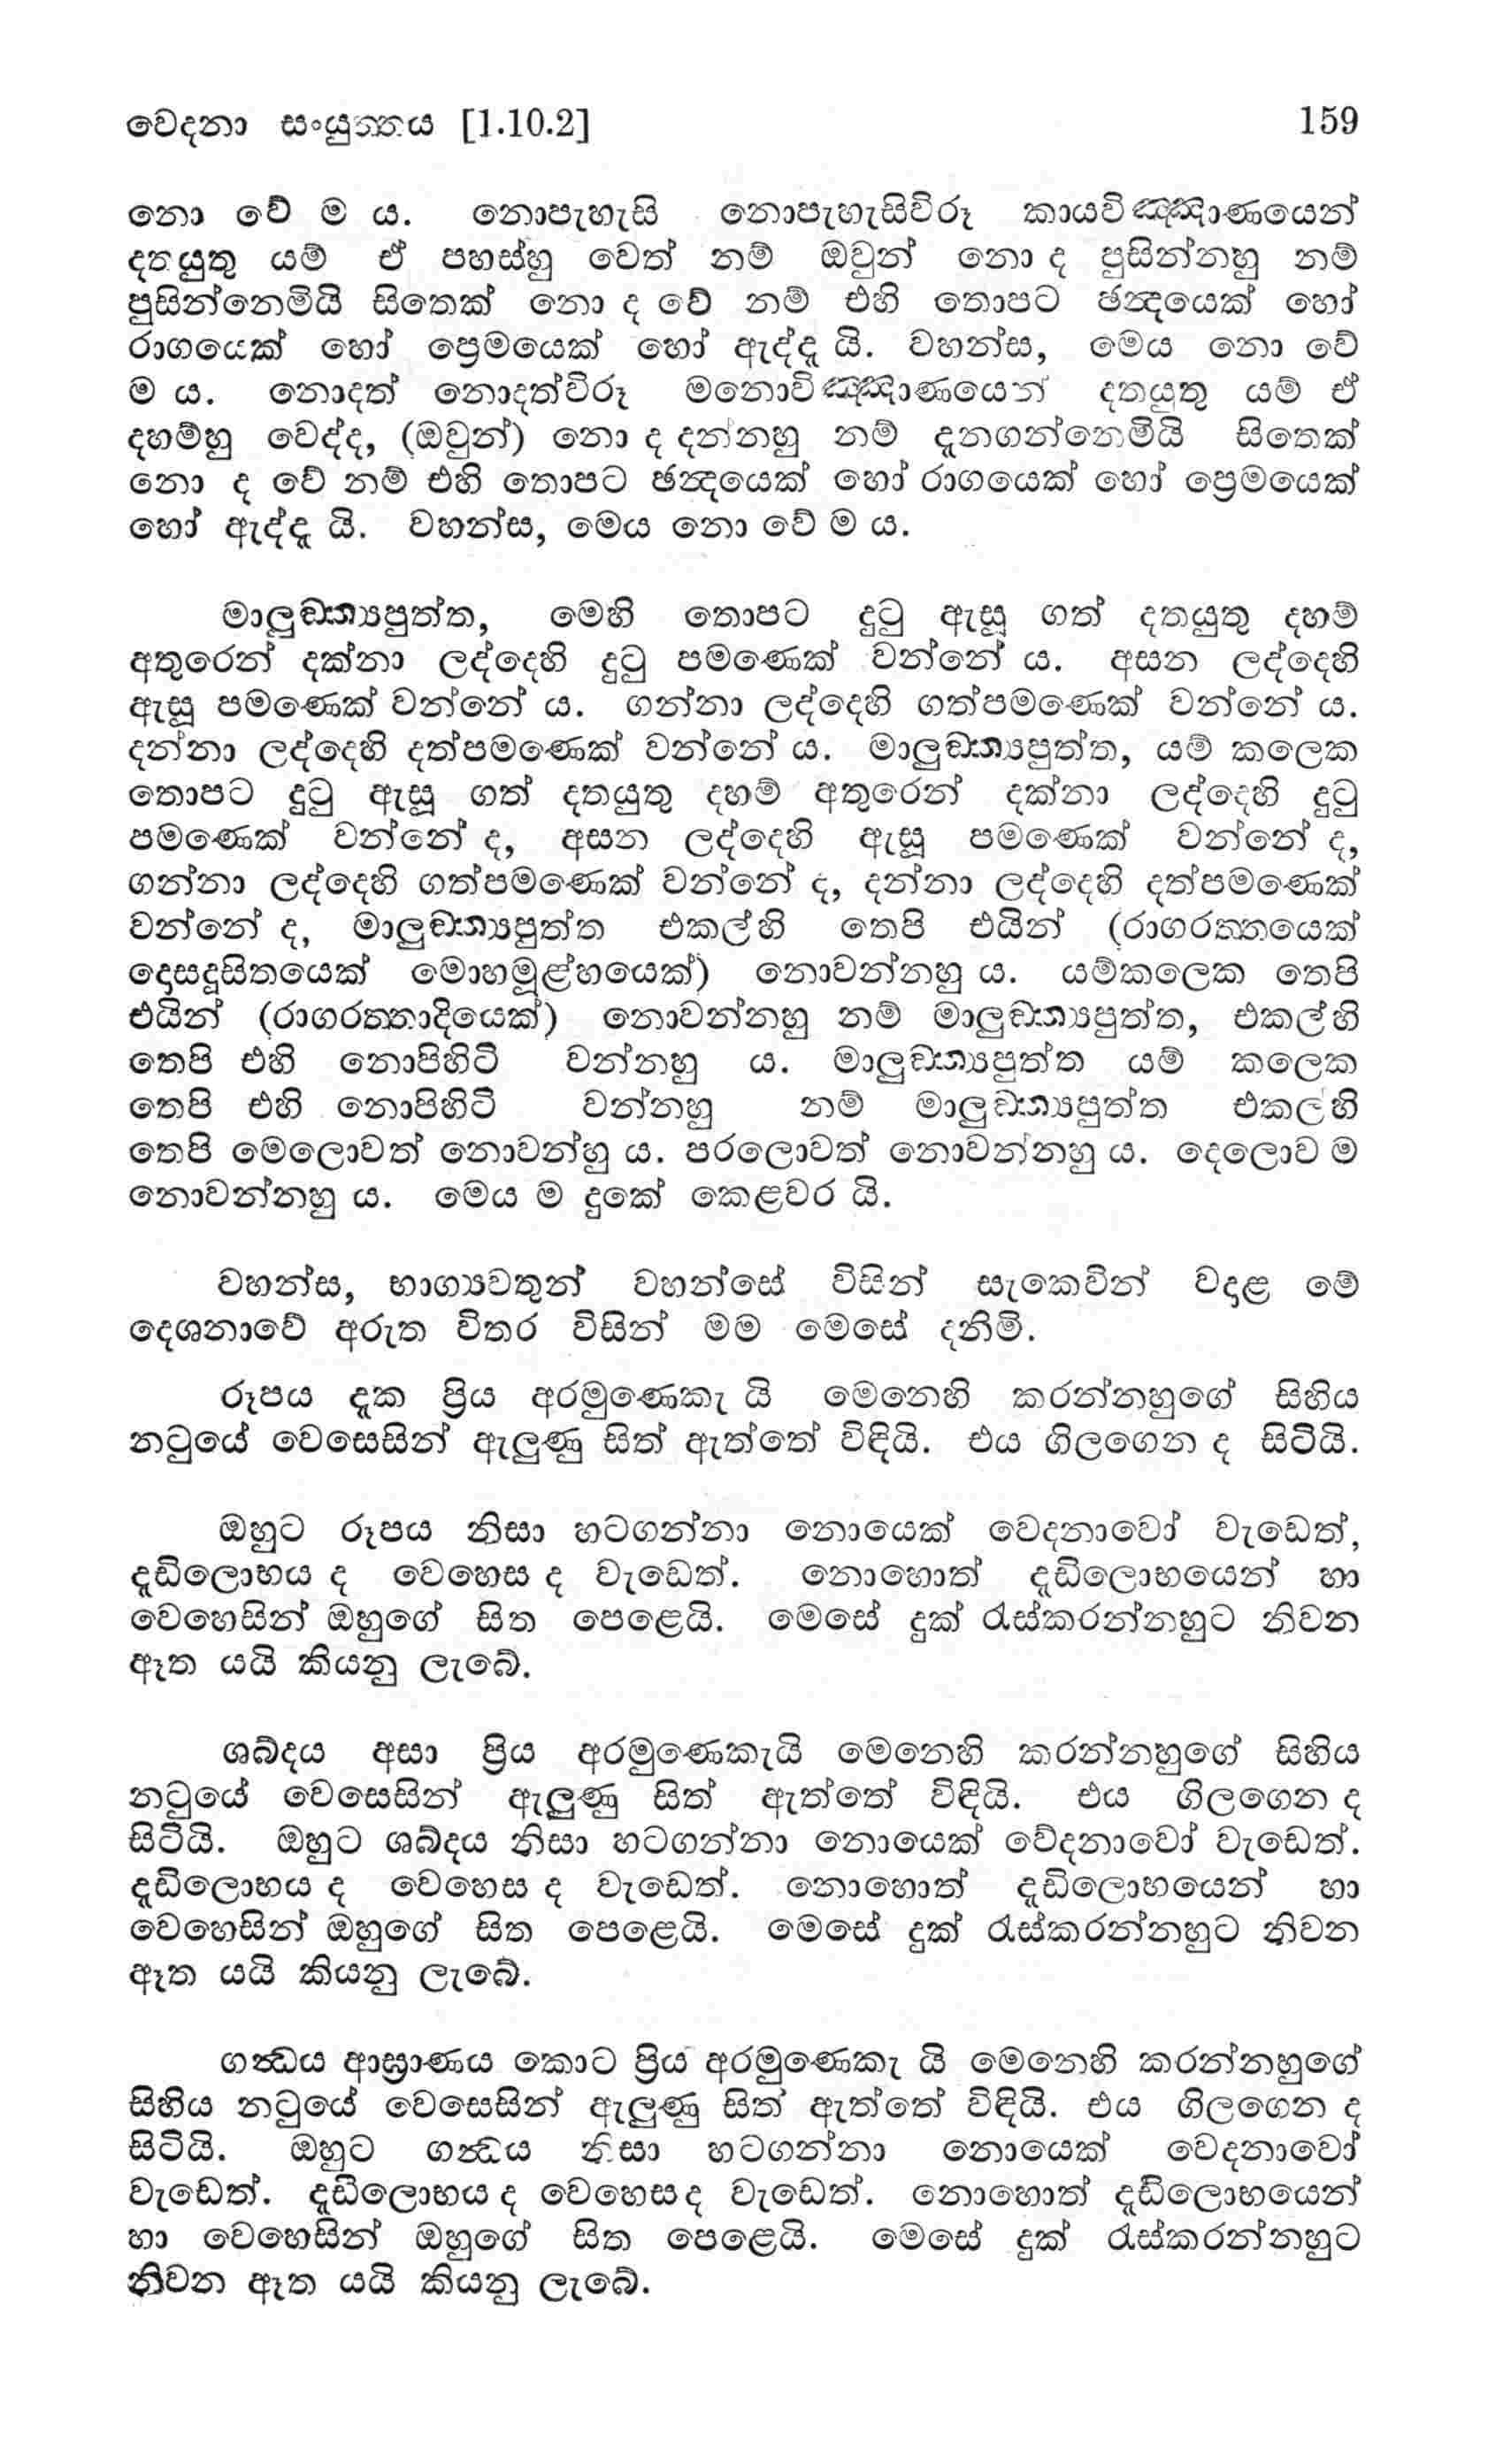 වෙදනා සංයුත්තය [1.10.2] 159
නො වේ ම ය. නොපැහැසි නොපැහැසිවිරූ කායවිඤ්ඤාණයෙන්
දතයුතු යම් ඒ පහස්හු වෙත් නම් ඔවුන් නො ද පුසින්නහු නම්
පුසින්නෙමියි සිතෙක් නො ද වේ නම් එහි තොපට ඡන්දයෙක් හෝ
රාගයෙක් හෝ ප්‍රෙමයෙක් හෝ ඇද්ද යි. වහන්ස, මෙය නො වේ
ම ය. නොදත් නොදත්විරූ මනොවිඤ්ඤාණයෙන් දතයුතු යම් ඒ
දහම්හු වෙද්ද, (ඔවුන්) නො ද දන්නහු නම් දැනගන්නෙමියි සිතෙක්
නො ද වේ නම් එහි තොපට ඡන්දයෙක් හෝ රාගයෙක් හෝ ප්‍රෙමයෙක්
හෝ ඇද්ද යි. වහන්ස, මෙය නො වේ ම ය.
මාලුඞ්ක්‍යපුත්ත, මෙහි තොපට දුටු ඇසූ ගත් දතයුතු දහම්
අතුරෙන් දක්නා ලද්දෙහි දුටු පමණෙක් වන්නේ ය. අසන ලද්දෙහි
ඇසූ පමණෙක් වන්නේ ය. ගන්නා ලද්දෙහි ගත්පමණෙක් වන්නේ ය.
දන්නා ලද්දෙහි දත්පමණෙක් වන්නේ ය. මාලුඞ්ක්‍යපුත්ත, යම් කලෙක
තොපට දුටු ඇසූ ගත් දතයුතු දහම් අතුරෙන් දක්නා ලද්දෙහි දුටු
පමණෙක් වන්නේ ද, අසන ලද්දෙහි ඇසූ පමණෙක් වන්නේ ද,
ගන්නා ලද්දෙහි ගත්පමණෙක් වන්නේ ද, දන්නා ලද්දෙහි දත්පමණෙක්
වන්නේ ද, මාලුඞ්ක්‍යපුත්ත එකල්හි තෙපි එයින් (රාගරත්තයෙක්
දොසදූසිතයෙක් මොහමූළ්හයෙක්) නොවන්නහු ය. යම්කලෙක තෙපි
එයින් (රාගරත්තාදියෙක්) නොවන්නහු නම් මාලුඞ්ක්‍යපුත්ත, එකල්හි
තෙපි එහි නොපිහිටි වන්නහු ය. මාලුඞ්ක්‍යපුත්ත යම් කලෙක
තෙපි එහි නොපිහිටි වන්නහු නම් මාලුඞ්ක්‍යපුත්ත එකල්හි
තෙපි මෙලොවත් නොවන්හු ය. පරලොවත් නොවන්නහු ය. දෙලොව ම
නොවන්නහු ය. මෙය ම දුකේ කෙළවර යි.
වහන්ස, භාග්‍යවතුන් වහන්සේ විසින් සැකෙවින් වදාළ මේ
දෙශනාවේ අරුත විතර විසින් මම මෙසේ දනිමි.
රූපය දැක ප්‍රිය අරමුණෙකැ යි මෙනෙහි කරන්නහුගේ සිහිය
නටුයේ වෙසෙසින් ඇලුණු සිත් ඇත්තේ විඳියි. එය ගිලගෙන ද සිටියි.
ඔහුට රූපය නිසා හටගන්නා නොයෙක් වෙදනාවෝ වැඩෙත්,
දැඩිලොභය ද වෙහෙස ද වැඩෙත්. නොහොත් දැඩිලොභයෙන් හා
වෙහෙසින් ඔහුගේ සිත පෙළෙයි. මෙසේ දුක් රැස්කරන්නහුට නිවන
ඈත යයි කියනු ලැබේ.
ශබ්දය අසා ප්‍රිය අරමුණෙකැයි මෙනෙහි කරන්නහුගේ සිහිය
නටුයේ වෙසෙසින් ඇලුණු සිත් ඇත්තේ විඳියි. එය ගිලගෙන ද
සිටියි. ඔහුට ශබ්දය නිසා හටගන්නා නොයෙක් වේදනාවෝ වැඩෙත්.
දැඩිලොභය ද වෙහෙස ද වැඩෙත්. නොහොත් දැඩිලොභයෙන් හා
වෙහෙසින් ඔහුගේ සිත පෙළෙයි. මෙසේ දුක් රැස්කරන්නහුට නිවන
ඈත යයි කියනු ලැබේ.
ගන්ධය ආඝ්‍රාණය කොට ප්‍රිය අරමුණෙකැ යි මෙනෙහි කරන්නහුගේ
සිහිය නටුයේ වෙසෙසින් ඇලුණු සිත් ඇත්තේ විඳියි. එය ගිලගෙන ද
සිටියි. ඔහුට ගන්ධය නිසා හටගන්නා නොයෙක් වෙදනාවෝ
වැඩෙත්. දැඩිලොභය ද වෙහෙසද වැඩෙත්. නොහොත් දැඩිලොභයෙන්
හා වෙහෙසින් ඔහුගේ සිත පෙළෙයි. මෙසේ දුක් රැස්කරන්නහුට
නිවන ඈත යයි කියනු ලැබේ.